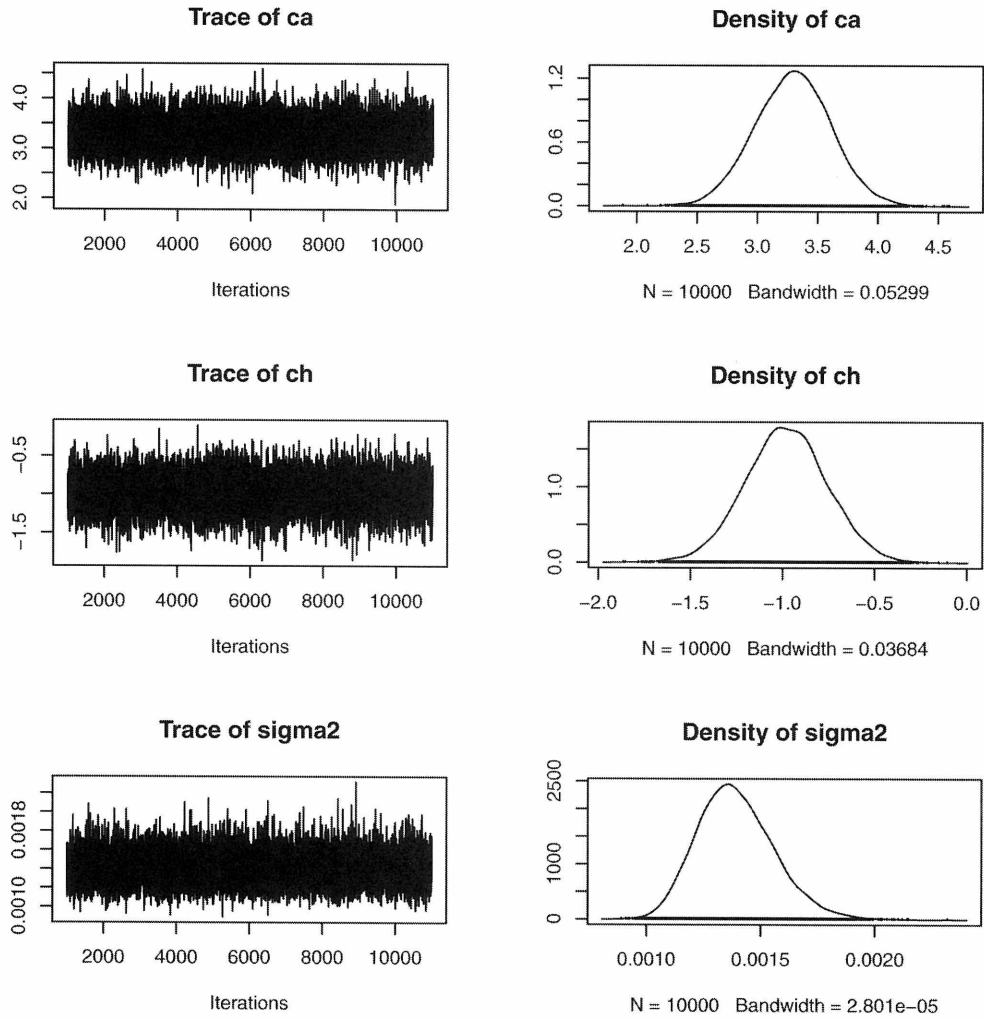 Trace of ca
4.0
3.0
2.0
2000 4000 6000 8000 10000
Iterations
Density of ca
1.2
0.6
0.0
2.0 2.5 3.0 3.5 4.0 4.5
N = 10000 Bandwidth = 0.05299
Trace of ch
−0.5
−1.5
2000 4000 6000 8000 10000
Iterations
Density of ch
1.0
0.0
−2.0 −1.5 −1.0 −0.5 0.0
N = 10000 Bandwidth = 0.03684
Trace of sigma2
0.0018
0.0010
2000 4000 6000 8000 10000
Iterations
Density of sigma2
2500
1000
0
0.0010 0.0015 0.0020
N = 10000 Bandwidth = 2.801e−05